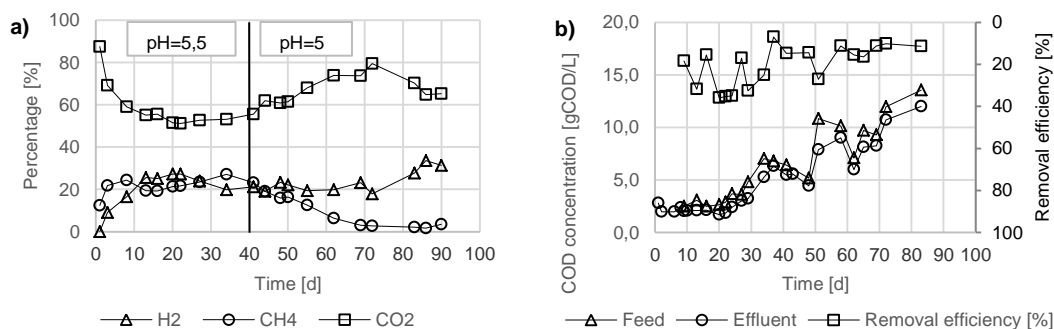 a)
pH=5,5
pH=5
Percentage [%]
100
80
60
40
20
0
0 10 20 30 40 50 60 70 80 90 100
Time [d]
H2 CH4 CO2
b)
COD concentration [gCOD/L]
20,0
15,0
10,0
5,0
0,0
0 10 20 30 40 50 60 70 80 90
Time [d]
Removal efficiency [%]
0
20
40
60
80
100
Feed Effluent Removal efficiency [%]